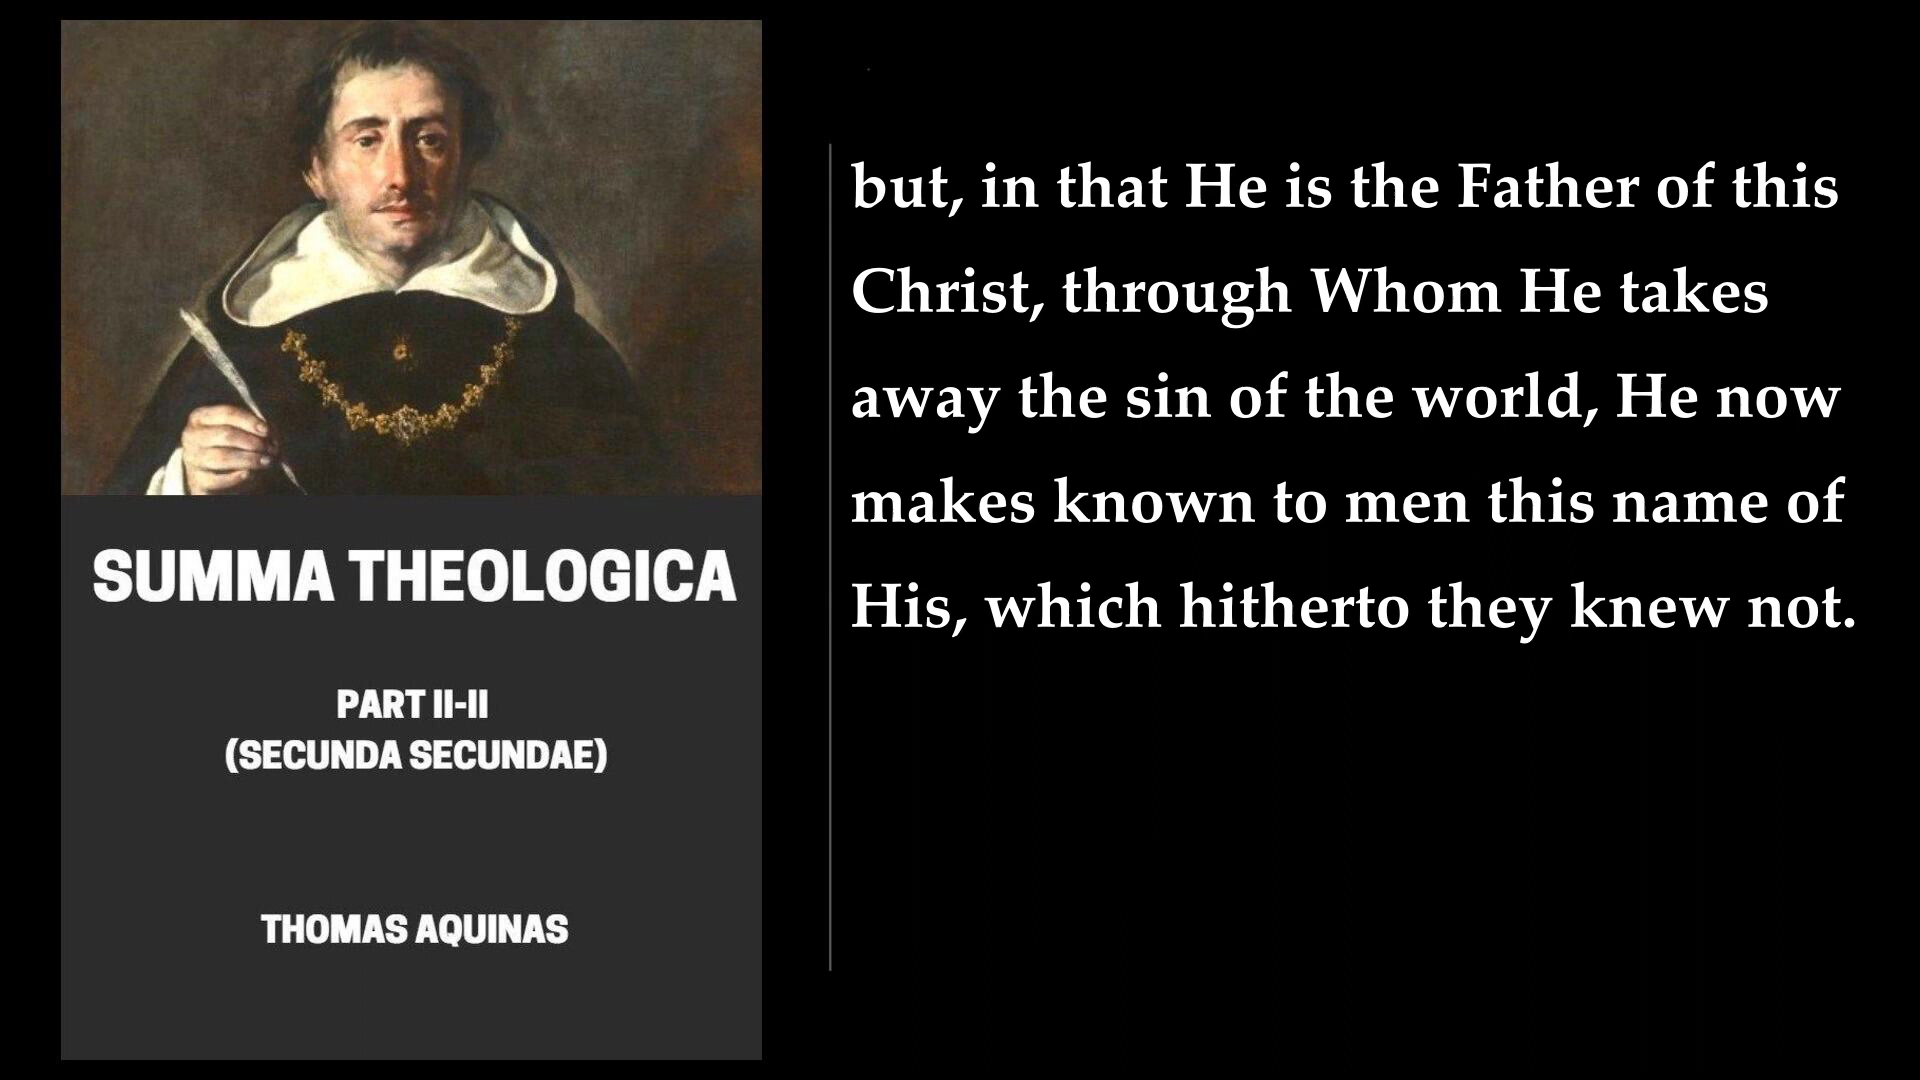 SUMMA THEOLOGICA
PART II-II
(SECUNDA SECUNDAE)
THOMAS AQUINAS
but, in that He is the Father of this
Christ, through Whom He takes
away the sin of the world, He now
makes known to men this name of
His, which hitherto they knew not.